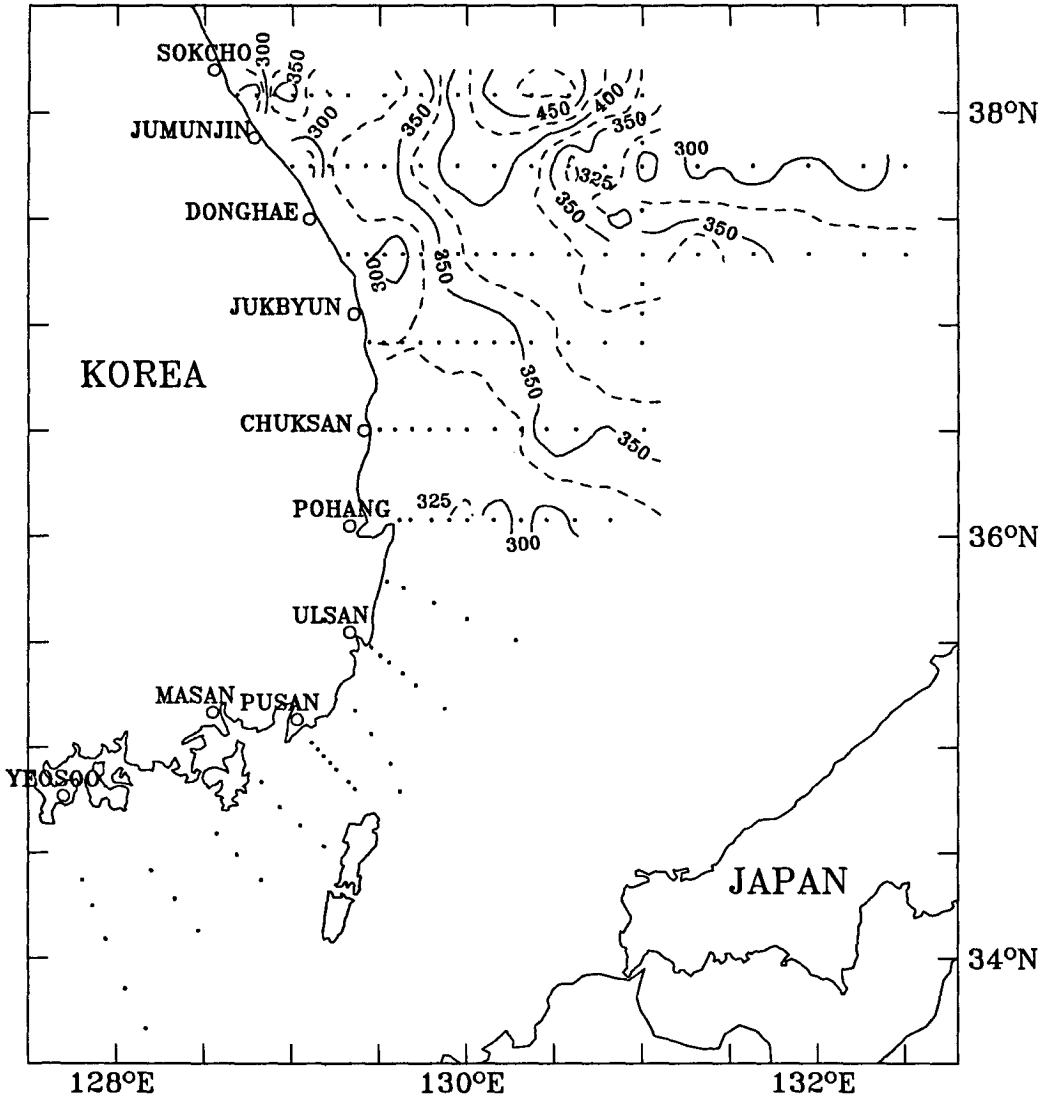 SOKCHO
300
350
450
400
38°N
JUMUNJIN
300
350
350
300
325
DONGHAE
350
350
300
350
JUKBYUN
KOREA
350
CHUKSAN
350
POHANG
325
300
36°N
ULSAN
MASAN
PUSAN
YEOSOO
JAPAN
34°N
128°E
130°E
132°E